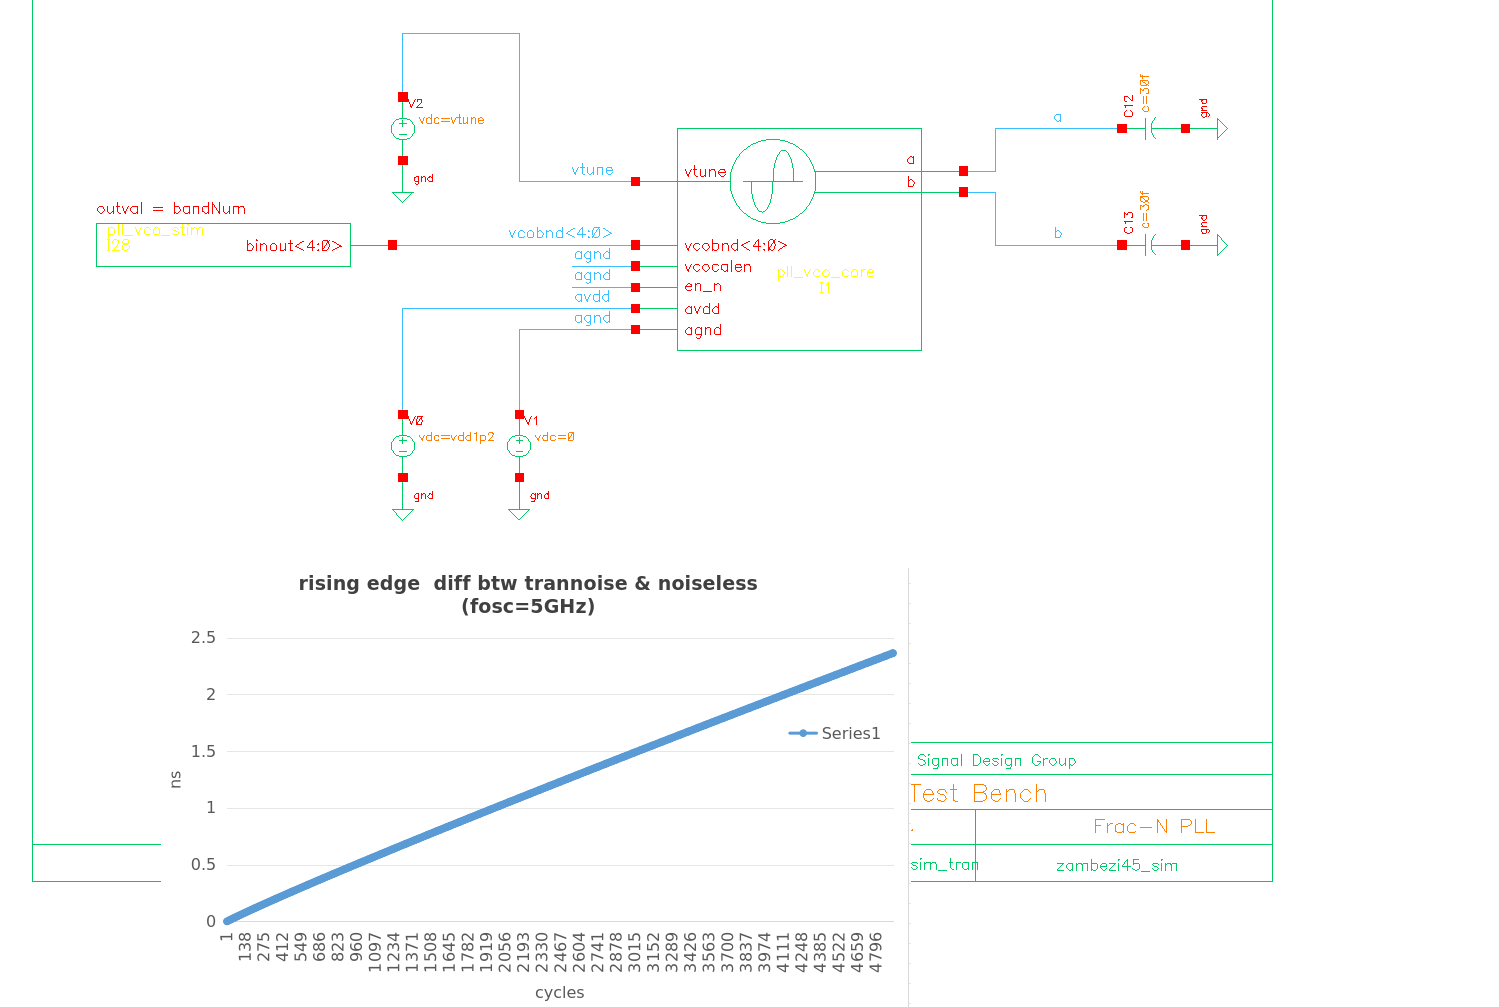 V2
vdc=vtune
gnd
outval = bandNum
pll_vco_stim
I28
binout<4:0>
vtune
vcobnd<4:0>
agnd
agnd
avdd
agnd
vtune
vcobnd<4:0>
vcocalen
en_n
avdd
agnd
a
b
pll_vco_core
I1
a
C12
c=30f
gnd
b
C13
c=30f
gnd
V0
vdc=vdd1p2
gnd
V1
vdc=0
gnd
rising edge  diff btw trannoise & noiseless
(fosc=5GHz)
2.5
2
1.5
1
0.5
0
ns
Series1
1 138 275 412 549 686 823 960 1097 1234 1371 1508 1645 1782 1919 2056 2193 2330 2467 2604 2741 2878 3015 3152 3289 3426 3563 3700 3837 3974 4111 4248 4385 4522 4659 4796
cycles
Signal Design Group
Test Bench
Frac-N PLL
sim_tran
zambezi45_sim